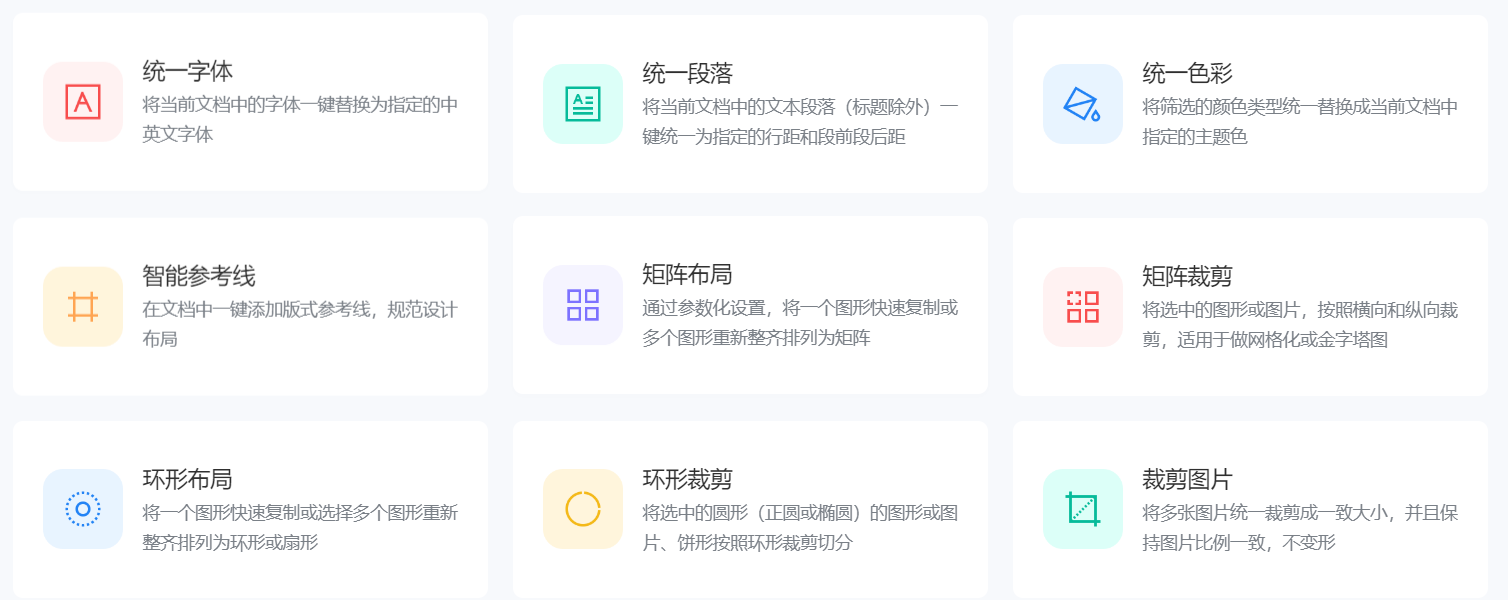 统一字体
将当前文档中的字体一键替换为指定的中
英文字体
统一段落
将当前文档中的文本段落（标题除外）一
键统一为指定的行距和段前段后距
统一色彩
将筛选的颜色类型统一替换成当前文档中
指定的主题色
智能参考线
在文档中一键添加版式参考线，规范设计
布局
矩阵布局
通过参数化设置，将一个图形快速复制或
多个图形重新整齐排列为矩阵
矩阵裁剪
将选中的图形或图片，按照横向和纵向裁
剪，适用于做网格化或金字塔图
环形布局
将一个图形快速复制或选择多个图形重新
整齐排列为环形或扇形
环形裁剪
将选中的圆形（正圆或椭圆）的图形或图
片、饼形按照环形裁剪切分
裁剪图片
将多张图片统一裁剪成一致大小，并且保
持图片比例一致，不变形